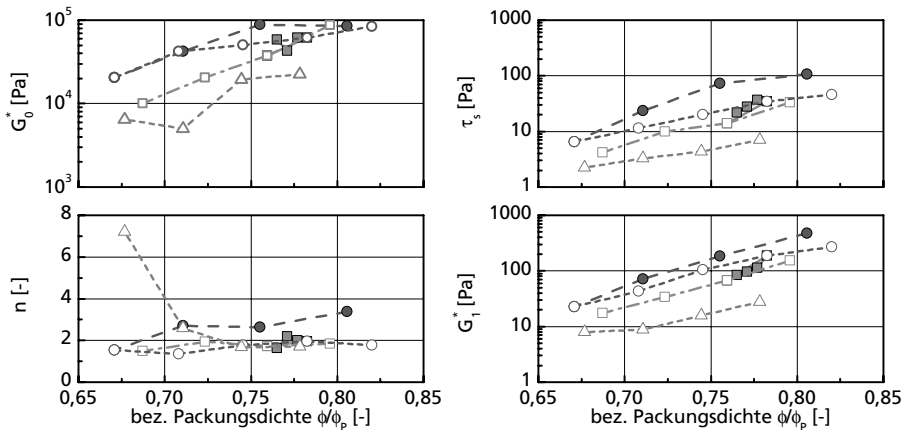 10⁵
10⁴
10³
G₀* [Pa]
1000
100
10
1
τₛ [Pa]
8
6
4
2
0
n [-]
0,65 0,70 0,75 0,80 0,85
bez. Packungsdichte ϕ/ϕₚ [-]
1000
100
10
1
G₁* [Pa]
0,65 0,70 0,75 0,80 0,85
bez. Packungsdichte ϕ/ϕₚ [-]